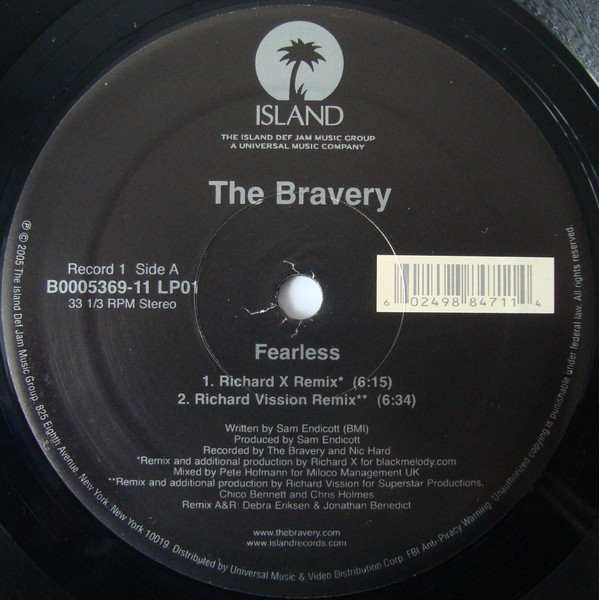 ISLAND
THE ISLAND DEF JAM MUSIC GROUP
A UNIVERSAL MUSIC COMPANY
The Bravery
Record 1 Side A
B0005369-11 LP01
33 1/3 RPM Stereo
6 02498 84711 4
Fearless
1. Richard X Remix* (6:15)
2. Richard Vission Remix** (6:34)
Written by Sam Endicott (BMI)
Produced by Sam Endicott
Recorded by The Bravery and Nic Hard
*Remix and additional production by Richard X for blackmelody.com
Mixed by Pete Hofmann for Miloco Management UK
**Remix and additional production by Richard Vission for Superstar Productions,
Chico Bennett and Chris Holmes
Remix A&R: Debra Eriksen & Jonathan Benedict
www.thebravery.com
www.islandrecords.com
℗ © 2005 The Island Def Jam Music Group. 825 Eighth Avenue, New York, New York 10019. Distributed by Universal Music & Video Distribution Corp. FBI Anti-Piracy Warning: Unauthorized copying is punishable under federal law. All rights reserved.